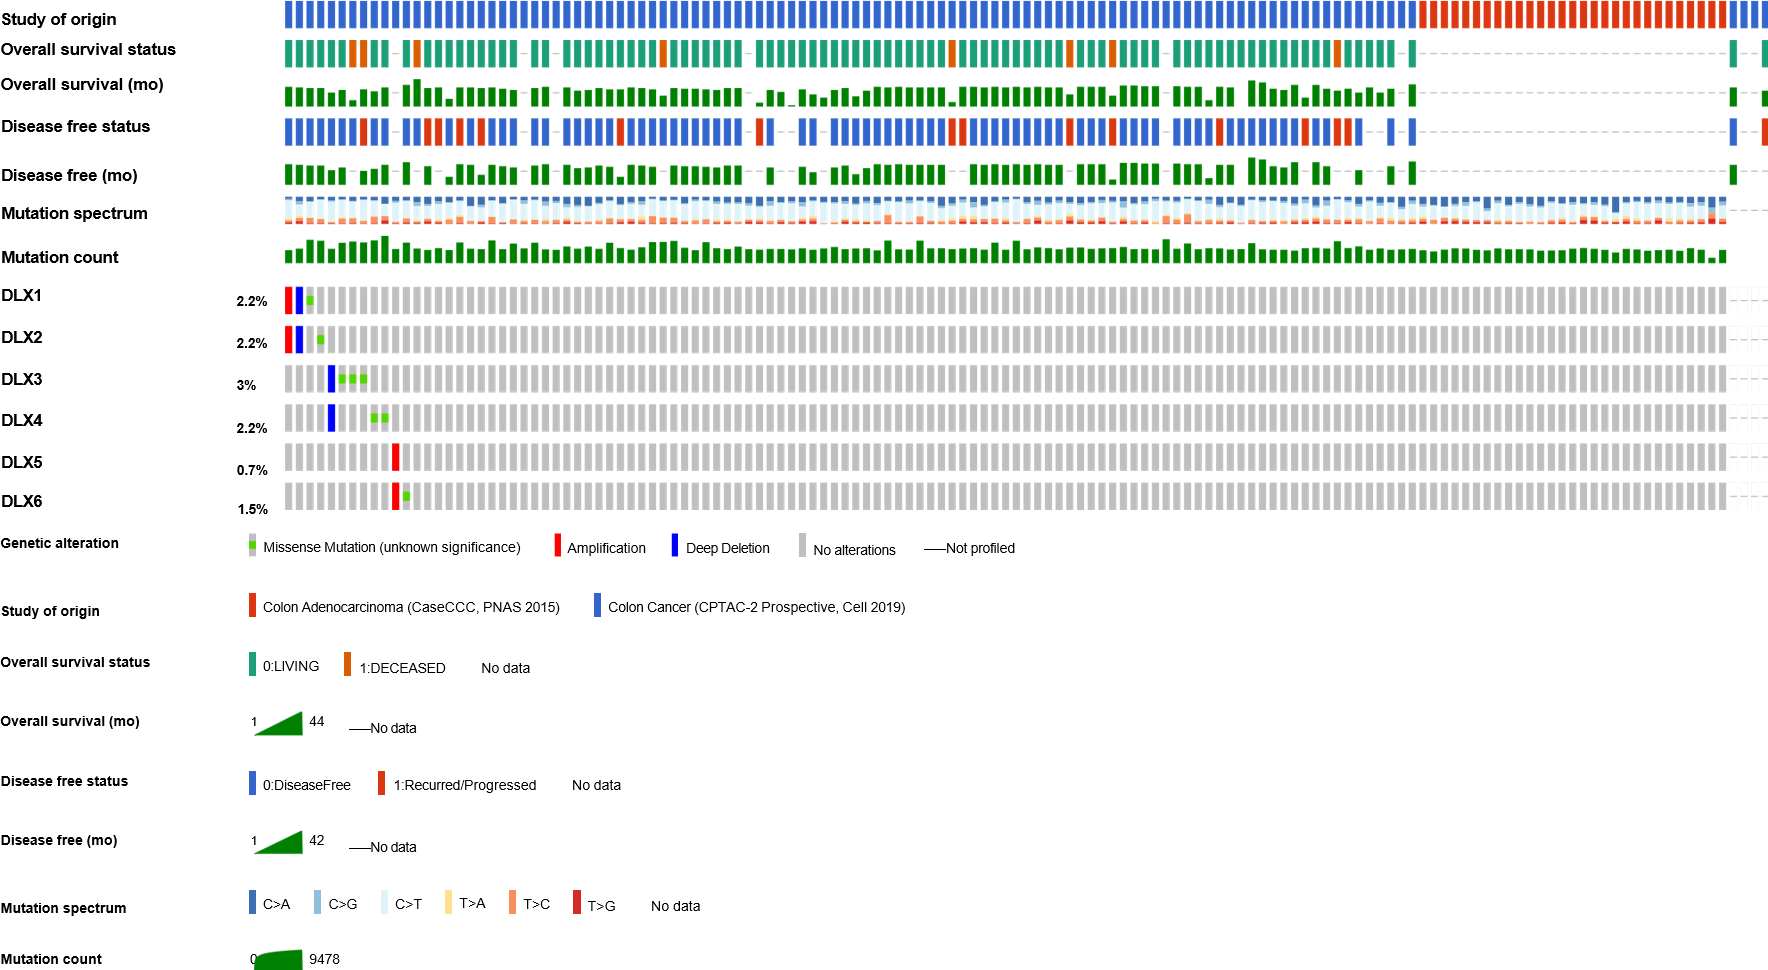 Study of origin
Overall survival status
Overall survival (mo)
Disease free status
Disease free (mo)
Mutation spectrum
Mutation count
DLX1 2.2%
DLX2 2.2%
DLX3 3%
DLX4 2.2%
DLX5 0.7%
DLX6 1.5%
Genetic alteration Missense Mutation (unknown significance) Amplification Deep Deletion No alterations Not profiled
Study of origin Colon Adenocarcinoma (CaseCCC, PNAS 2015) Colon Cancer (CPTAC-2 Prospective, Cell 2019)
Overall survival status 0:LIVING 1:DECEASED No data
Overall survival (mo) 1 44 No data
Disease free status 0:DiseaseFree 1:Recurred/Progressed No data
Disease free (mo) 1 42 No data
Mutation spectrum C>A C>G C>T T>A T>C T>G No data
Mutation count 0 9478